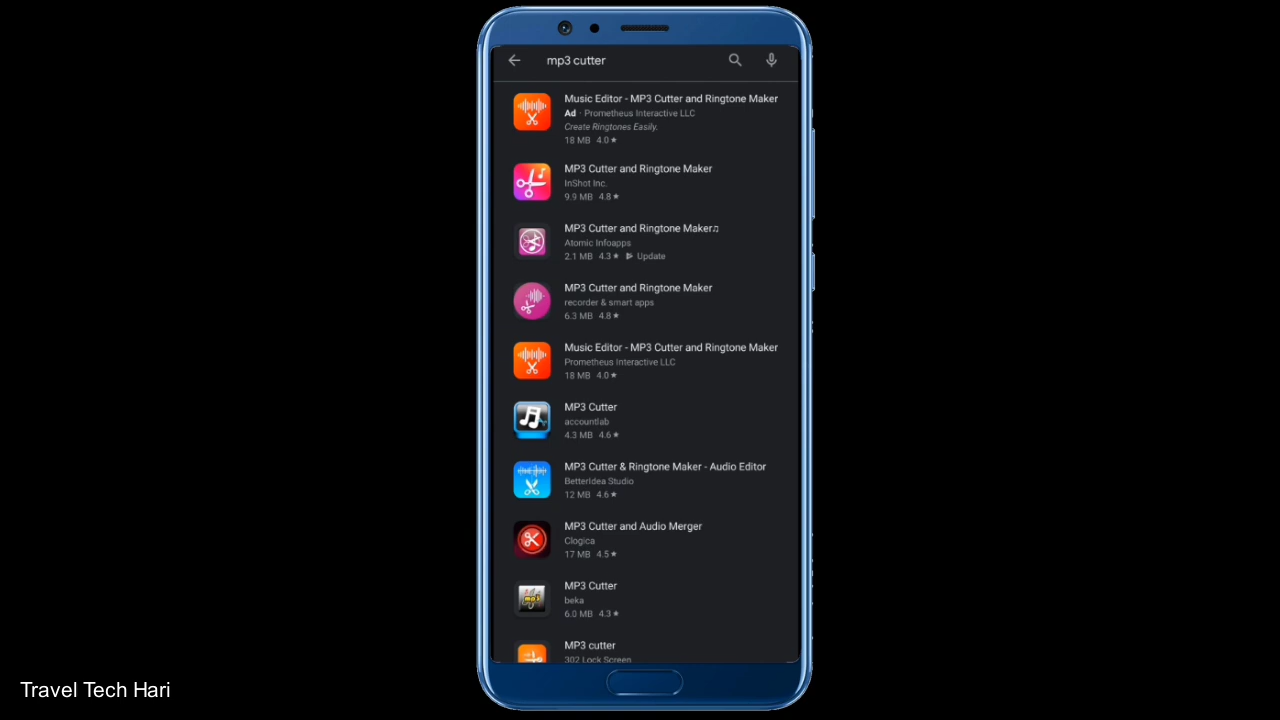 mp3 cutter
Music Editor - MP3 Cutter and Ringtone Maker
Ad · Prometheus Interactive LLC
Create Ringtones Easily.
18 MB 4.0★
MP3 Cutter and Ringtone Maker
InShot Inc.
9.9 MB 4.8★
MP3 Cutter and Ringtone Maker♫
Atomic Infoapps
2.1 MB 4.3★ Update
MP3 Cutter and Ringtone Maker
recorder & smart apps
6.3 MB 4.8★
Music Editor - MP3 Cutter and Ringtone Maker
Prometheus Interactive LLC
18 MB 4.0★
MP3 Cutter
accountlab
4.3 MB 4.6★
MP3 Cutter & Ringtone Maker - Audio Editor
BetterIdea Studio
12 MB 4.6★
MP3 Cutter and Audio Merger
Clogica
17 MB 4.5★
MP3 Cutter
beka
6.0 MB 4.3★
MP3 cutter
302 Lock Screen
Travel Tech Hari